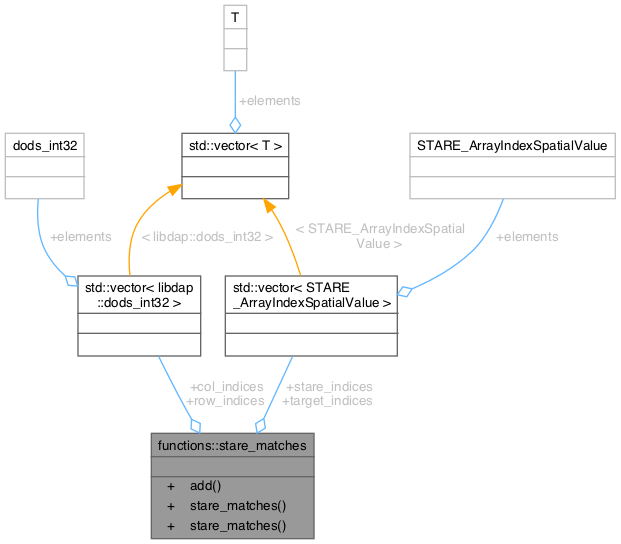 T
+elements
dods_int32
std::vector< T >
STARE_ArrayIndexSpatialValue
+elements
< libdap::dods_int32 >
< STARE_ArrayIndexSpatial
Value >
+elements
std::vector< libdap
::dods_int32 >
std::vector< STARE
_ArrayIndexSpatialValue >
+col_indices
+row_indices
+stare_indices
+target_indices
functions::stare_matches
+ add()
+ stare_matches()
+ stare_matches()